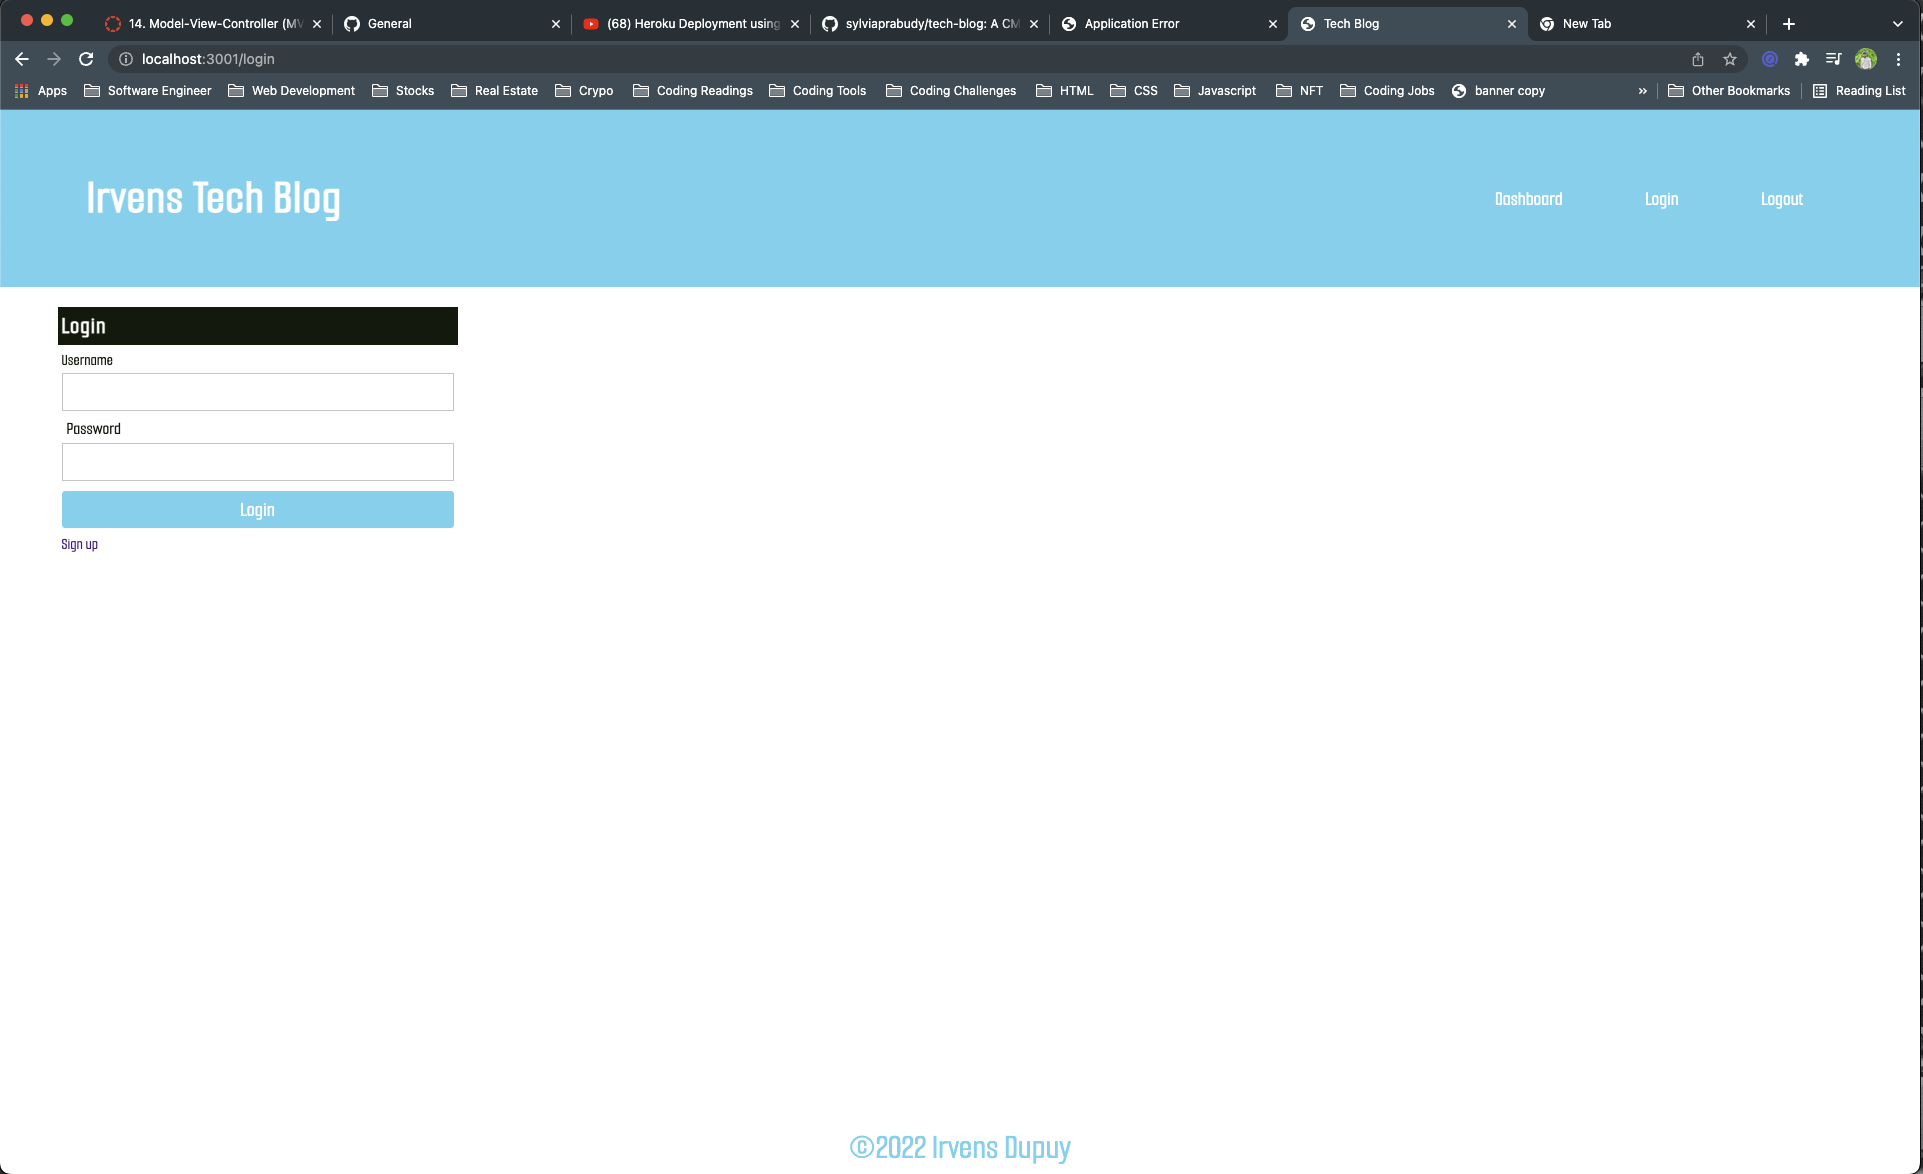 14. Model-View-Controller (MV
General
(68) Heroku Deployment using
sylviaprabudy/tech-blog: A CM
Application Error
Tech Blog
New Tab
localhost:3001/login
Apps Software Engineer Web Development Stocks Real Estate Crypo Coding Readings Coding Tools Coding Challenges HTML CSS Javascript NFT Coding Jobs banner copy » Other Bookmarks Reading List
Irvens Tech Blog
Dashboard Login Logout
Login
Username
Password
Login
Sign up
©2022 Irvens Dupuy